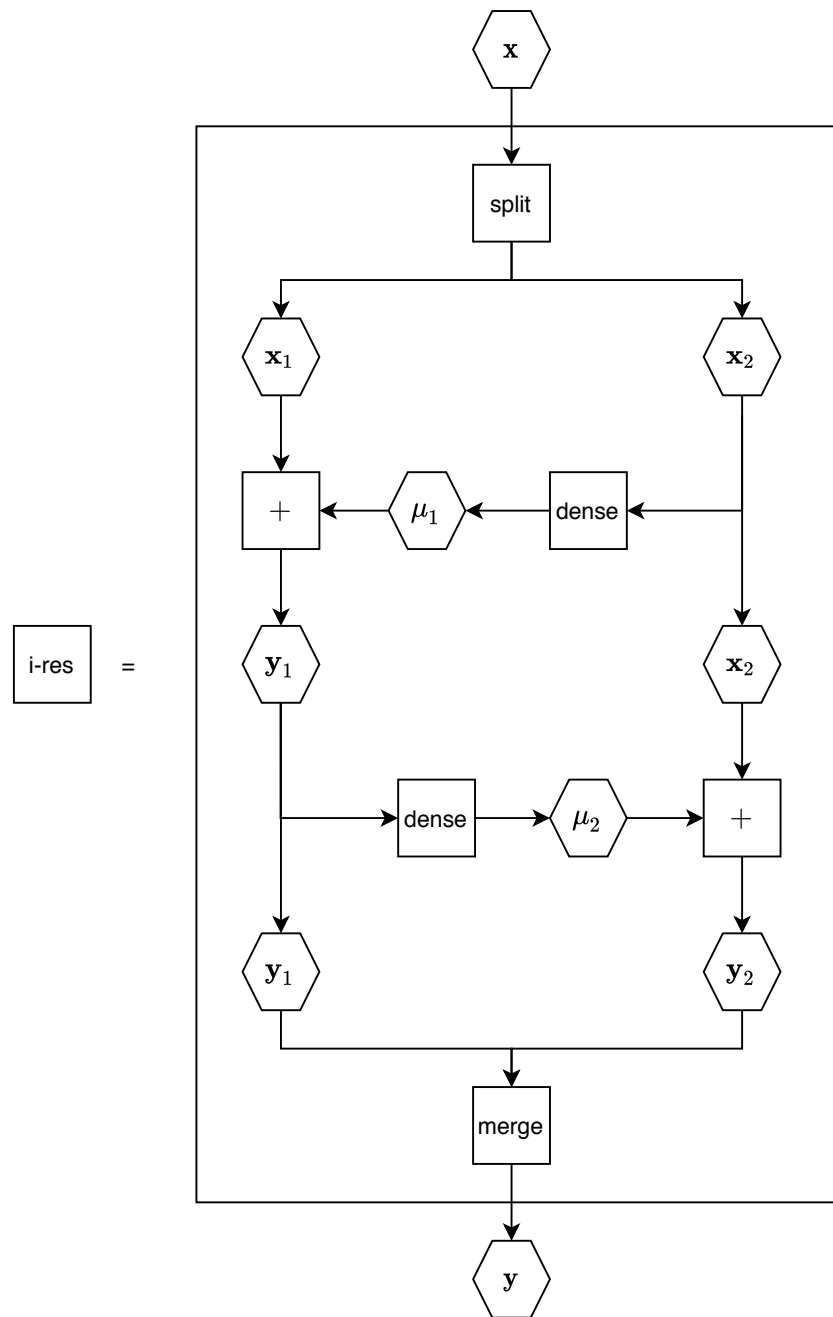 x
split
x₁ x₂
+ μ₁ dense
i-res = y₁ x₂
dense μ₂ +
y₁ y₂
merge
y